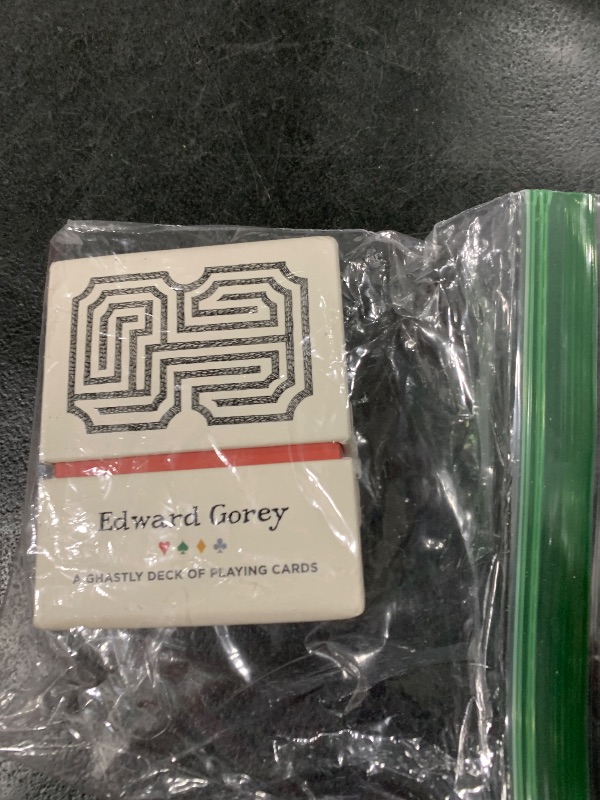 Edward Gorey
A GHASTLY DECK OF PLAYING CARDS